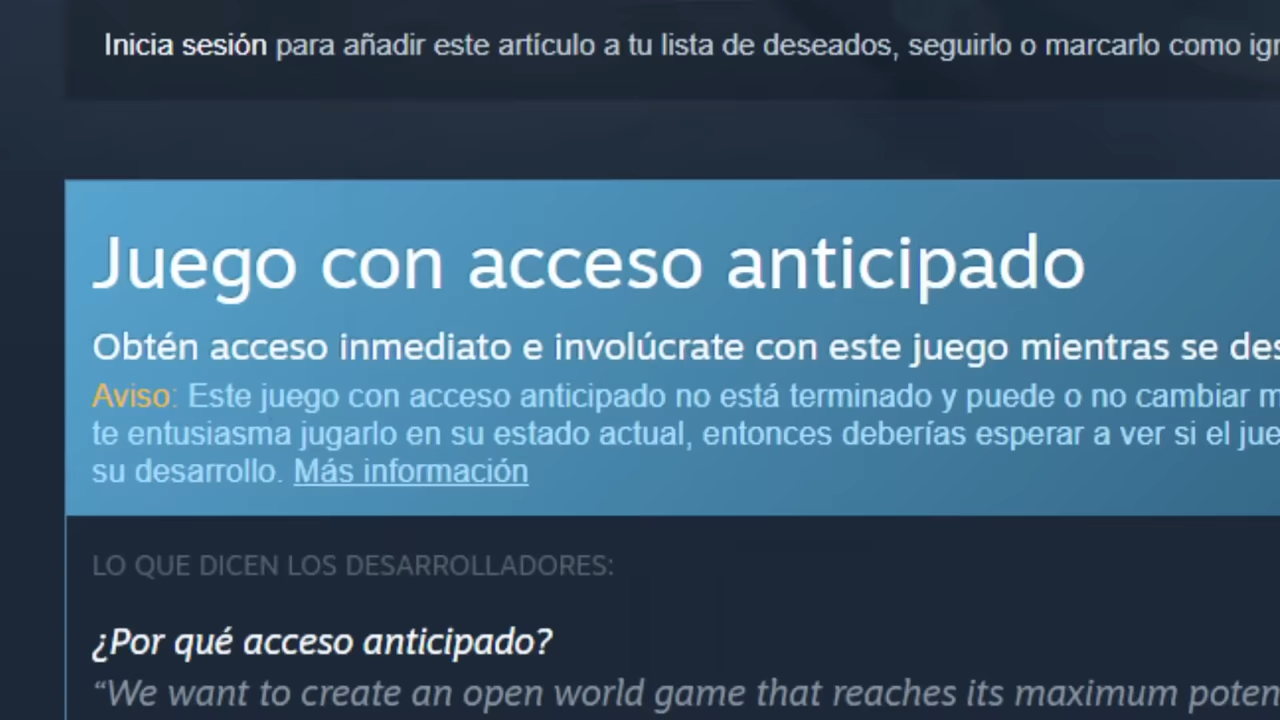 Inicia sesión para añadir este artículo a tu lista de deseados, seguirlo o marcarlo como
Juego con acceso anticipado
Obtén acceso inmediato e involúcrate con este juego mientras se
Aviso: Este juego con acceso anticipado no está terminado y puede o no cambiar
te entusiasma jugarlo en su estado actual, entonces deberías esperar a ver si el
su desarrollo. Más información
LO QUE DICEN LOS DESARROLLADORES:
¿Por qué acceso anticipado?
“We want to create an open world game that reaches its maximum